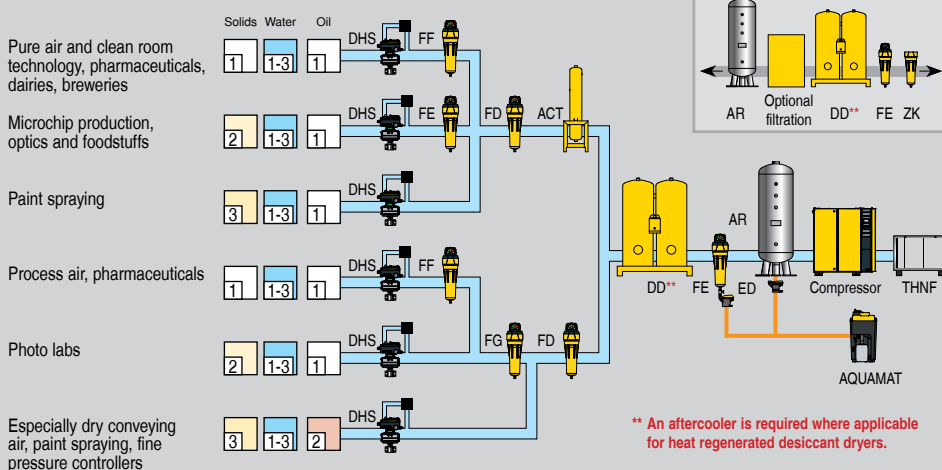 Solids Water Oil
Pure air and clean room
technology, pharmaceuticals,
dairies, breweries
1 1-3 1
DHS FF
Microchip production,
optics and foodstuffs
2 1-3 1
DHS FE FD ACT
Paint spraying
3 1-3 1
DHS
Process air, pharmaceuticals
1 1-3 1
DHS FF
Photo labs
2 1-3 1
DHS FG FD
Especially dry conveying
air, paint spraying, fine
pressure controllers
3 1-3 2
DHS
AR Optional
filtration DD** FE ZK
AR
DD** FE ED Compressor THNF
AQUAMAT
** An aftercooler is required where applicable
for heat regenerated desiccant dryers.